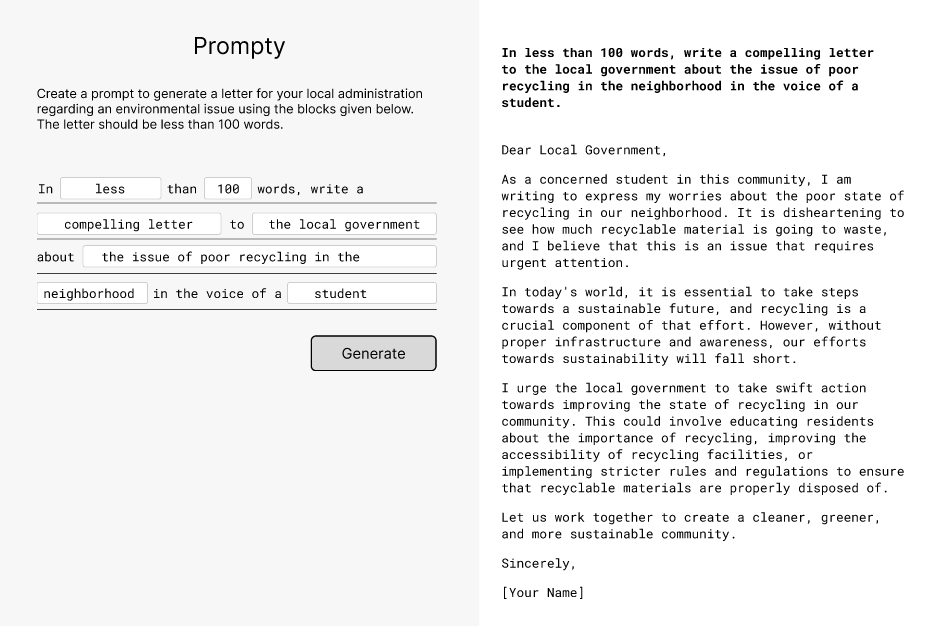 Prompty
Create a prompt to generate a letter for your local administration
regarding an environmental issue using the blocks given below.
The letter should be less than 100 words.
In less than 100 words, write a
compelling letter to the local government
about the issue of poor recycling in the
neighborhood in the voice of a student
Generate
In less than 100 words, write a compelling letter
to the local government about the issue of poor
recycling in the neighborhood in the voice of a
student.
Dear Local Government,
As a concerned student in this community, I am
writing to express my worries about the poor state of
recycling in our neighborhood. It is disheartening to
see how much recyclable material is going to waste,
and I believe that this is an issue that requires
urgent attention.
In today's world, it is essential to take steps
towards a sustainable future, and recycling is a
crucial component of that effort. However, without
proper infrastructure and awareness, our efforts
towards sustainability will fall short.
I urge the local government to take swift action
towards improving the state of recycling in our
community. This could involve educating residents
about the importance of recycling, improving the
accessibility of recycling facilities, or
implementing stricter rules and regulations to ensure
that recyclable materials are properly disposed of.
Let us work together to create a cleaner, greener,
and more sustainable community.
Sincerely,
[Your Name]